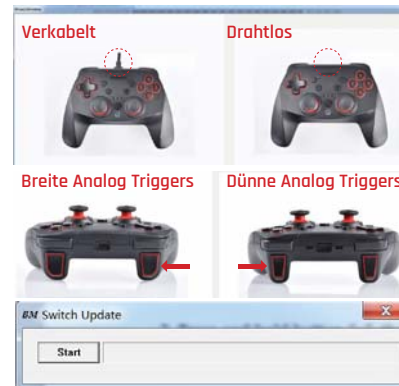 Verkabelt
Drahtlos
Breite Analog Triggers
Dünne Analog Triggers
Switch Update
Start